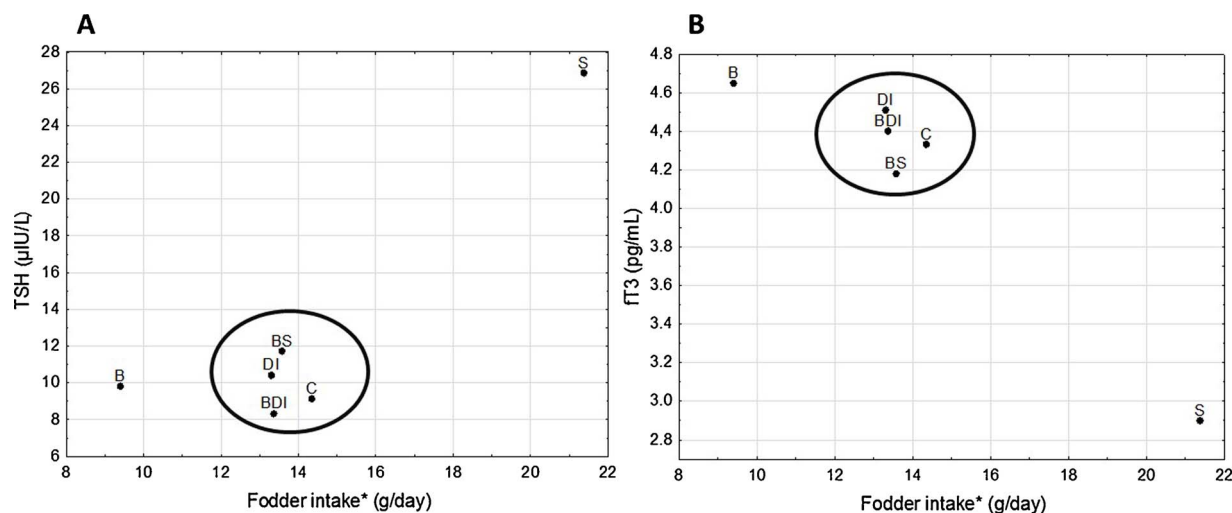 A
28
26
24
22
20
18
16
14
12
10
8
6
TSH (µIU/L)
S
BS
DI
B
C
BDI
8 10 12 14 16 18 20 22
Fodder intake* (g/day)
B
4.8
4.6
4.4
4.2
4.0
3.8
3.6
3.4
3.2
3.0
2.8
fT3 (pg/mL)
B
DI
BDI
C
BS
S
8 10 12 14 16 18 20 22
Fodder intake* (g/day)